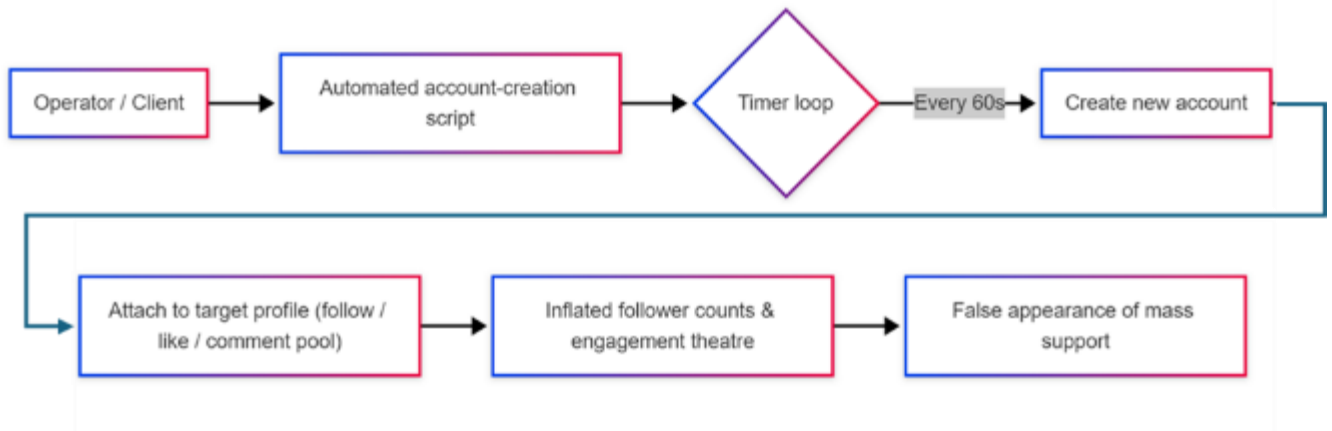 Operator / Client
Automated account-creation
script
Timer loop
Every 60s
Create new account
Attach to target profile (follow /
like / comment pool)
Inflated follower counts &
engagement theatre
False appearance of mass
support